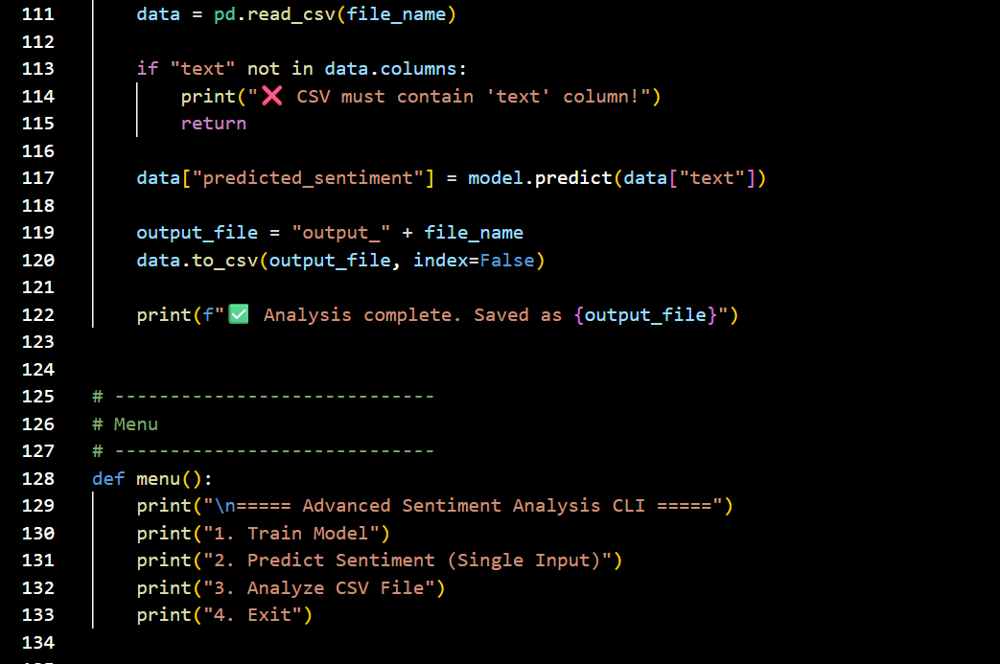 111 data = pd.read_csv(file_name)
112
113 if "text" not in data.columns:
114 print("❌ CSV must contain 'text' column!")
115 return
116
117 data["predicted_sentiment"] = model.predict(data["text"])
118
119 output_file = "output_" + file_name
120 data.to_csv(output_file, index=False)
121
122 print(f"✅ Analysis complete. Saved as {output_file}")
123
124
125 # -----------------------------
126 # Menu
127 # -----------------------------
128 def menu():
129 print("\n===== Advanced Sentiment Analysis CLI =====")
130 print("1. Train Model")
131 print("2. Predict Sentiment (Single Input)")
132 print("3. Analyze CSV File")
133 print("4. Exit")
134